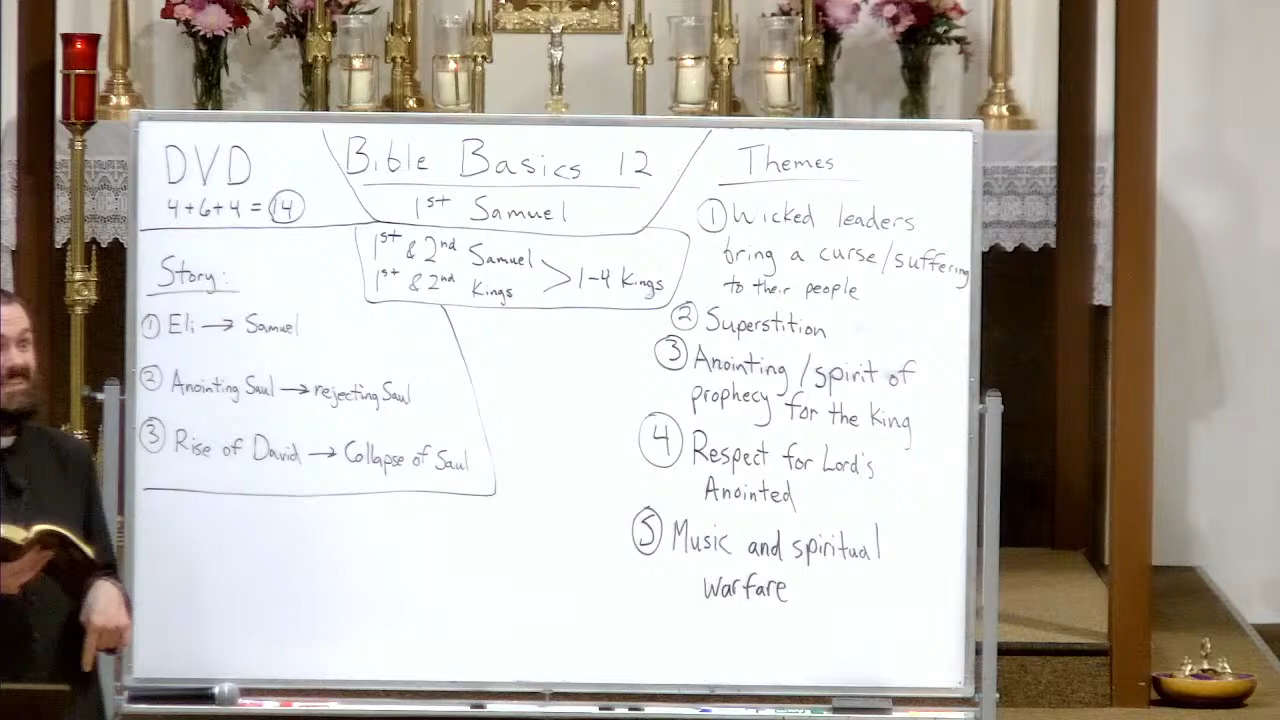 DVD
4+6+4 = 14
Bible Basics 12
1st Samuel
1st & 2nd Samuel
1st & 2nd Kings
> 1-4 Kings
Story:
① Eli → Samuel
② Anointing Saul → rejecting Saul
③ Rise of David → Collapse of Saul
Themes
① Wicked leaders
bring a curse/suffering
to their people
② Superstition
③ Anointing / spirit of
prophecy for the king
④ Respect for Lord's
Anointed
⑤ Music and spiritual
warfare